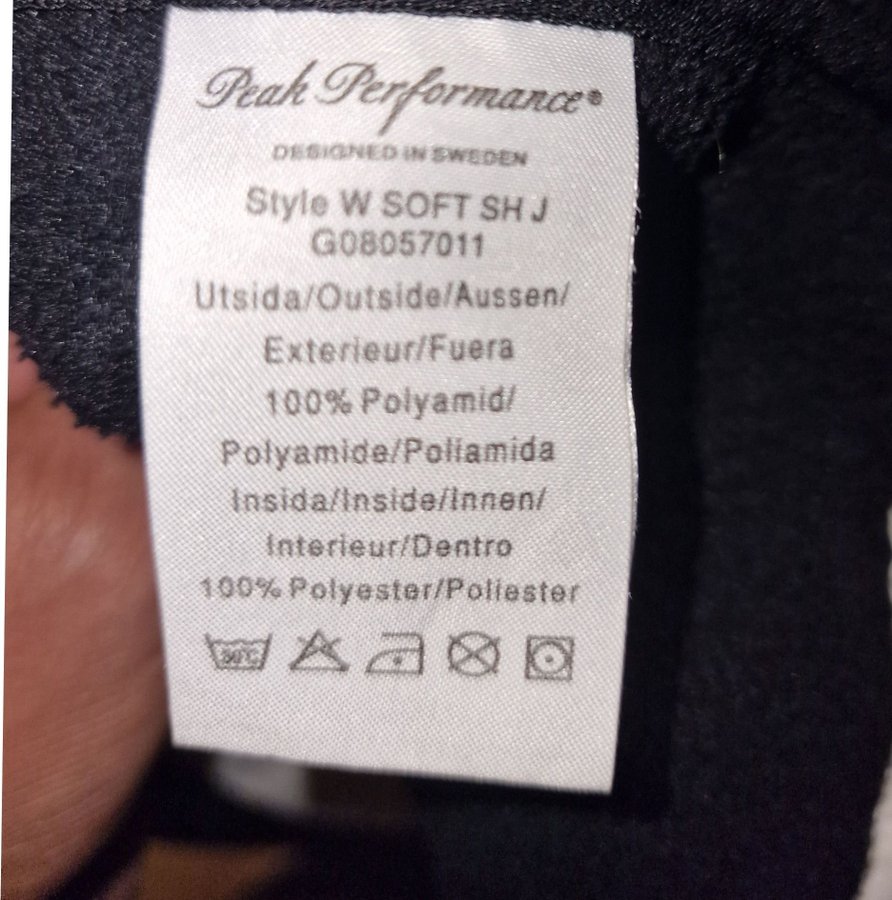 Peak Performance®
DESIGNED IN SWEDEN
Style W SOFT SH J
G08057011
Utsida/Outside/Aussen/
Exterieur/Fuera
100% Polyamid/
Polyamide/Poliamida
Insida/Inside/Innen/
Interieur/Dentro
100% Polyester/Poliester